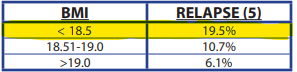 BMI RELAPSE (5)
< 18.5 19.5%
18.51-19.0 10.7%
>19.0 6.1%